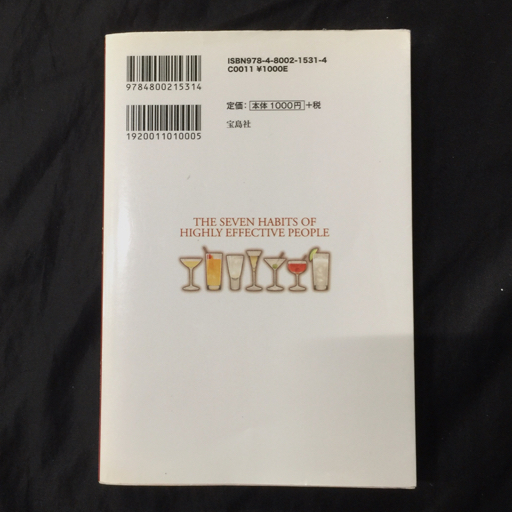 ISBN978-4-8002-1531-4
C0011 ¥1000E
9784800215314
定価: 本体1000円 +税
宝島社
1920011010005
THE SEVEN HABITS OF
HIGHLY EFFECTIVE PEOPLE